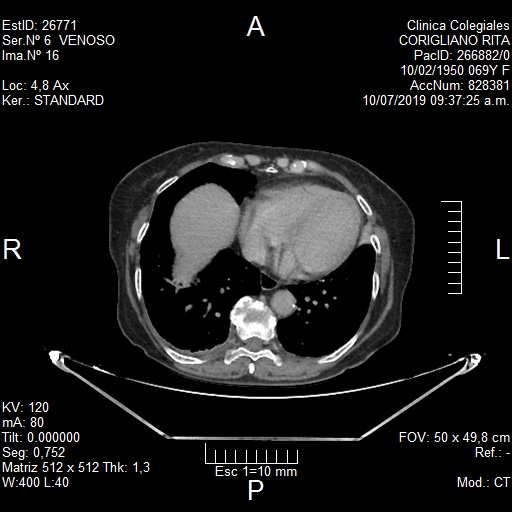 EstID: 26771
Ser.Nº 6 VENOSO
Ima.Nº 16
Loc: 4,8 Ax
Ker.: STANDARD
A
Clinica Colegiales
CORIGLIANO RITA
PacID: 266882/0
10/02/1950 069Y F
AccNum: 828381
10/07/2019 09:37:25 a.m.
R
L
KV: 120
mA: 80
Tilt: 0.000000
Seg: 0,752
Matriz 512 x 512 Thk: 1,3
W:400 L:40
Esc 1=10 mm
P
FOV: 50 x 49,8 cm
Ref.: -
Mod.: CT